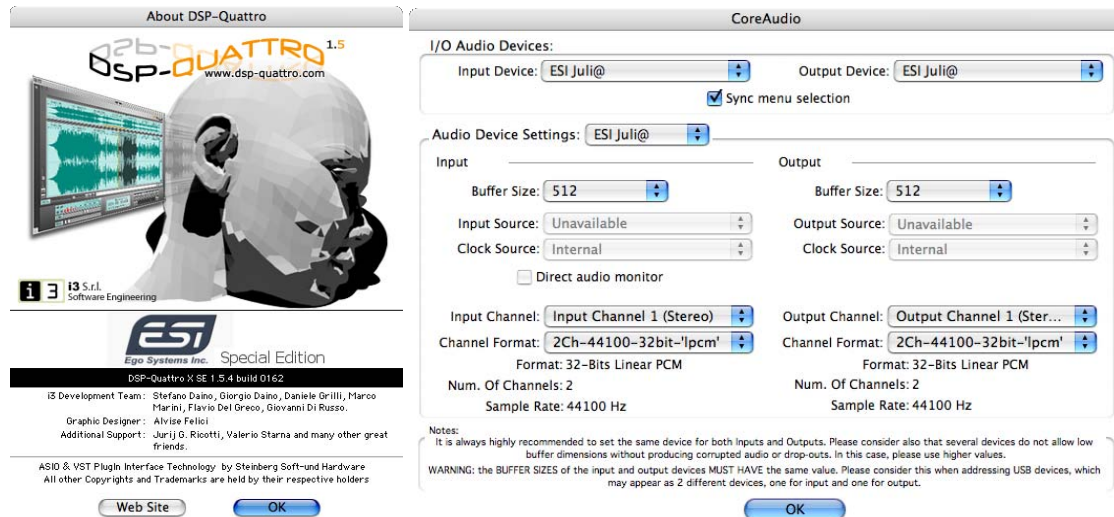 About DSP-Quattro
DSP-QUATTRO 1.5
www.dsp-quattro.com
i3 i3 S.r.l.
Software Engineering
ESI
Ego Systems Inc. Special Edition
DSP-Quattro X SE 1.5.4 build 0162
i3 Development Team: Stefano Daino, Giorgio Daino, Daniele Grilli, Marco
Marini, Flavio Del Greco, Giovanni Di Russo.
Graphic Designer: Alvise Felici
Additional Support: Jurij G. Ricotti, Valerio Starna and many other great
friends.
ASIO & VST PlugIn Interface Technology by Steinberg Soft-und Hardware
All other Copyrights and Trademarks are held by their respective holders
Web Site OK
CoreAudio
I/O Audio Devices:
Input Device: ESI Juli@ Output Device: ESI Juli@
Sync menu selection
Audio Device Settings: ESI Juli@
Input Output
Buffer Size: 512 Buffer Size: 512
Input Source: Unavailable Output Source: Unavailable
Clock Source: Internal Clock Source: Internal
Direct audio monitor
Input Channel: Input Channel 1 (Stereo) Output Channel: Output Channel 1 (Ster...
Channel Format: 2Ch-44100-32bit-'lpcm' Channel Format: 2Ch-44100-32bit-'lpcm'
Format: 32-Bits Linear PCM Format: 32-Bits Linear PCM
Num. Of Channels: 2 Num. Of Channels: 2
Sample Rate: 44100 Hz Sample Rate: 44100 Hz
Notes:
It is always highly recommended to set the same device for both Inputs and Outputs. Please consider also that several devices do not allow low
buffer dimensions without producing corrupted audio or drop-outs. In this case, please use higher values.
WARNING: the BUFFER SIZES of the input and output devices MUST HAVE the same value. Please consider this when addressing USB devices, which
may appear as 2 different devices, one for input and one for output.
OK